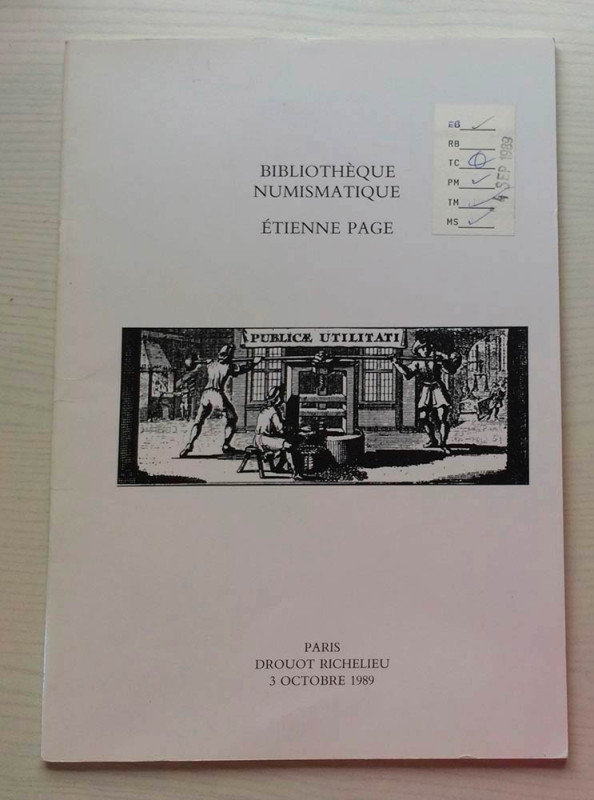 BIBLIOTHÈQUE
NUMISMATIQUE
ÉTIENNE PAGE
EB
RB
TC
PM
TM
MS
4 SEP 1989
PUBLICÆ UTILITATI
PARIS
DROUOT RICHELIEU
3 OCTOBRE 1989